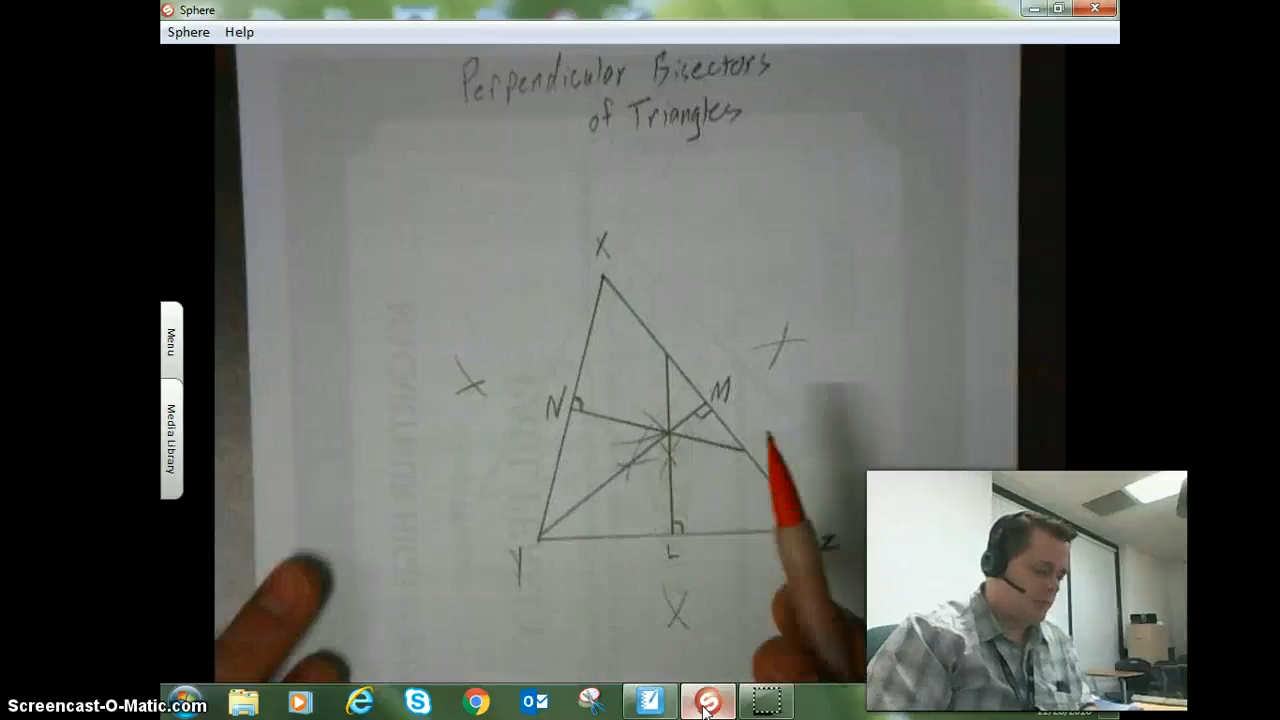 Sphere
Sphere Help
Perpendicular Bisectors
of Triangles
X
N
M
Y
L
Z
Menu
Media Library
Screencast-O-Matic.com